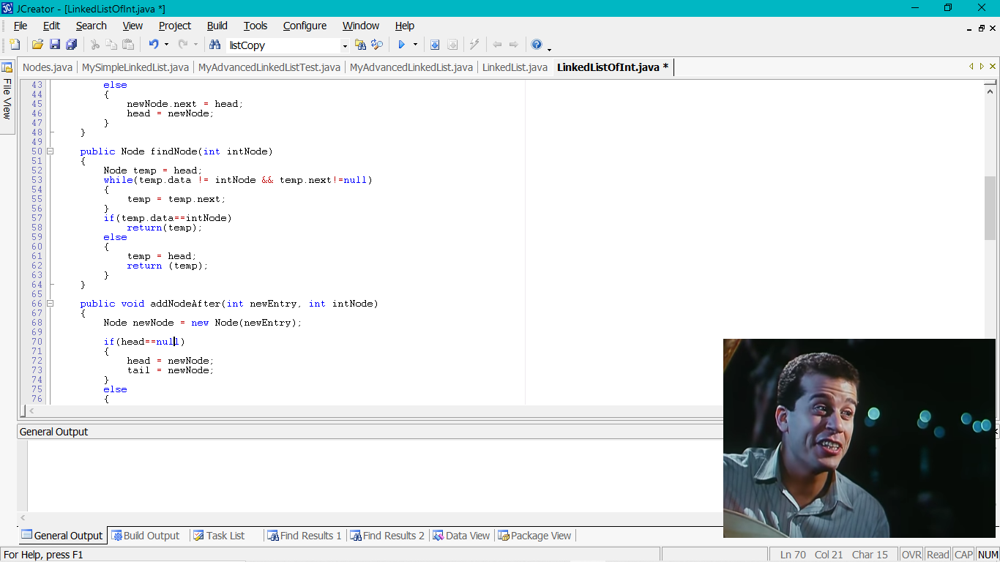 JCreator - [LinkedListOfInt.java *]
File Edit Search View Project Build Tools Configure Window Help
listCopy
Nodes.java MySimpleLinkedList.java MyAdvancedLinkedListTest.java MyAdvancedLinkedList.java LinkedList.java LinkedListOfInt.java *
File View
43 else
44 {
45 newNode.next = head;
46 head = newNode;
47 }
48 }
49
50 public Node findNode(int intNode)
51 {
52 Node temp = head;
53 while(temp.data != intNode && temp.next!=null)
54 {
55 temp = temp.next;
56 }
57 if(temp.data==intNode)
58 return(temp);
59 else
60 {
61 temp = head;
62 return (temp);
63 }
64 }
65
66 public void addNodeAfter(int newEntry, int intNode)
67 {
68 Node newNode = new Node(newEntry);
69
70 if(head==null)
71 {
72 head = newNode;
73 tail = newNode;
74 }
75 else
76 {
General Output
General Output Build Output Task List Find Results 1 Find Results 2 Data View Package View
For Help, press F1 Ln 70 Col 21 Char 15 OVR Read CAP NUM